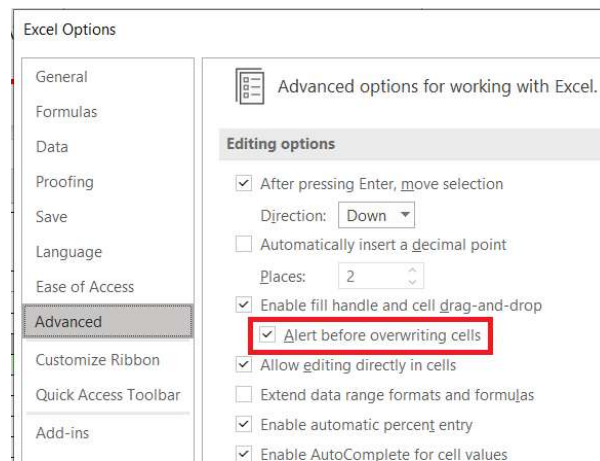 Excel Options
General
Formulas
Data
Proofing
Save
Language
Ease of Access
Advanced
Customize Ribbon
Quick Access Toolbar
Add-ins
Advanced options for working with Excel.
Editing options
After pressing Enter, move selection
Direction: Down
Automatically insert a decimal point
Places: 2
Enable fill handle and cell drag-and-drop
Alert before overwriting cells
Allow editing directly in cells
Extend data range formats and formulas
Enable automatic percent entry
Enable AutoComplete for cell values